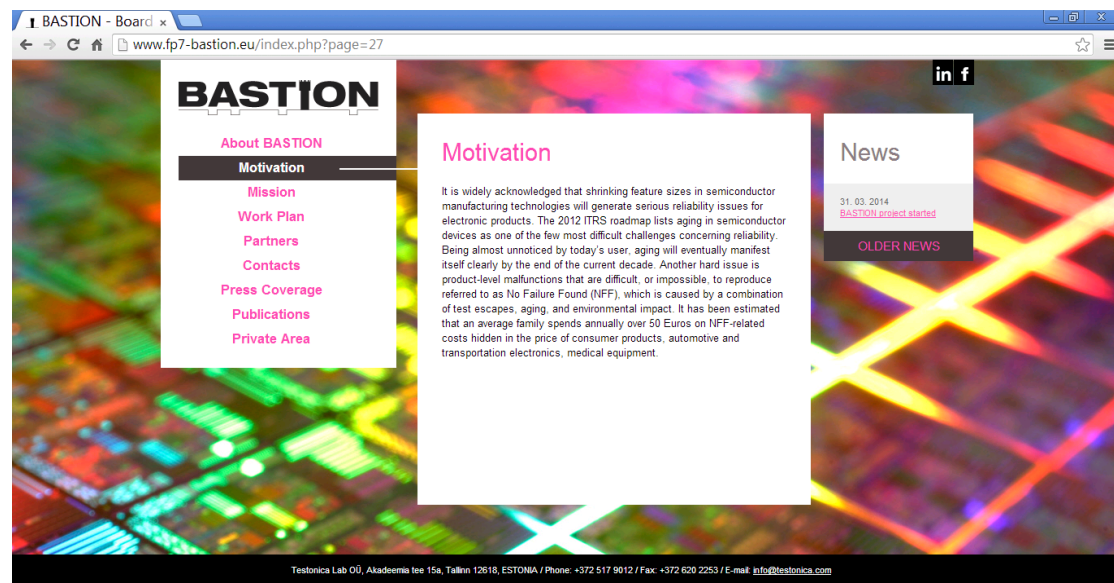 BASTION - Board
www.fp7-bastion.eu/index.php?page=27
in f
BASTION
About BASTION
Motivation
Mission
Work Plan
Partners
Contacts
Press Coverage
Publications
Private Area
Motivation
It is widely acknowledged that shrinking feature sizes in semiconductor
manufacturing technologies will generate serious reliability issues for
electronic products. The 2012 ITRS roadmap lists aging in semiconductor
devices as one of the few most difficult challenges concerning reliability.
Being almost unnoticed by today's user, aging will eventually manifest
itself clearly by the end of the current decade. Another hard issue is
product-level malfunctions that are difficult, or impossible, to reproduce
referred to as No Failure Found (NFF), which is caused by a combination
of test escapes, aging, and environmental impact. It has been estimated
that an average family spends annually over 50 Euros on NFF-related
costs hidden in the price of consumer products, automotive and
transportation electronics, medical equipment.
News
31. 03. 2014
BASTION project started
OLDER NEWS
Testonica Lab OÜ, Akadeemia tee 15a, Tallinn 12618, ESTONIA / Phone: +372 517 9012 / Fax: +372 620 2253 / E-mail: info@testonica.com